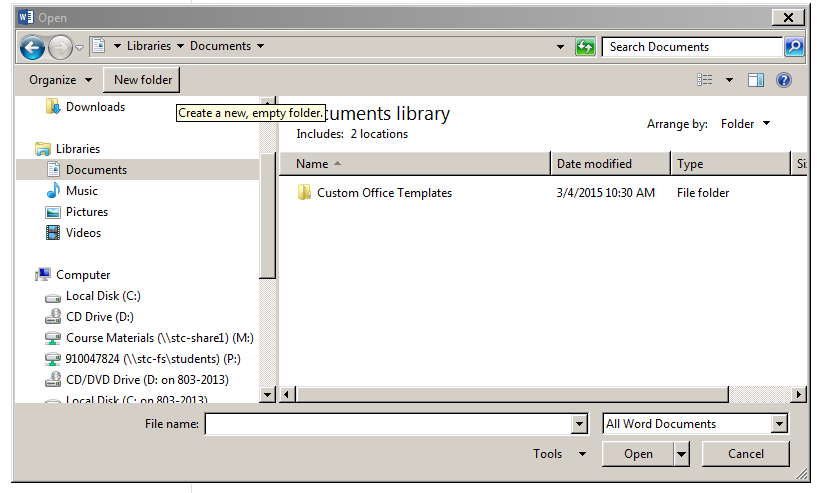 Open
Libraries Documents
Search Documents
Organize New folder
Create a new, empty folder.
Downloads
Libraries
Documents
Music
Pictures
Videos
Computer
Local Disk (C:)
CD Drive (D:)
Course Materials (\\stc-share1) (M:)
910047824 (\\stc-fs\students) (P:)
CD/DVD Drive (D: on 803-2013)
Local Disk (C: on 803-2013)
cuments library
Includes: 2 locations
Arrange by: Folder
Name Date modified Type
Custom Office Templates 3/4/2015 10:30 AM File folder
File name:
All Word Documents
Tools Open Cancel